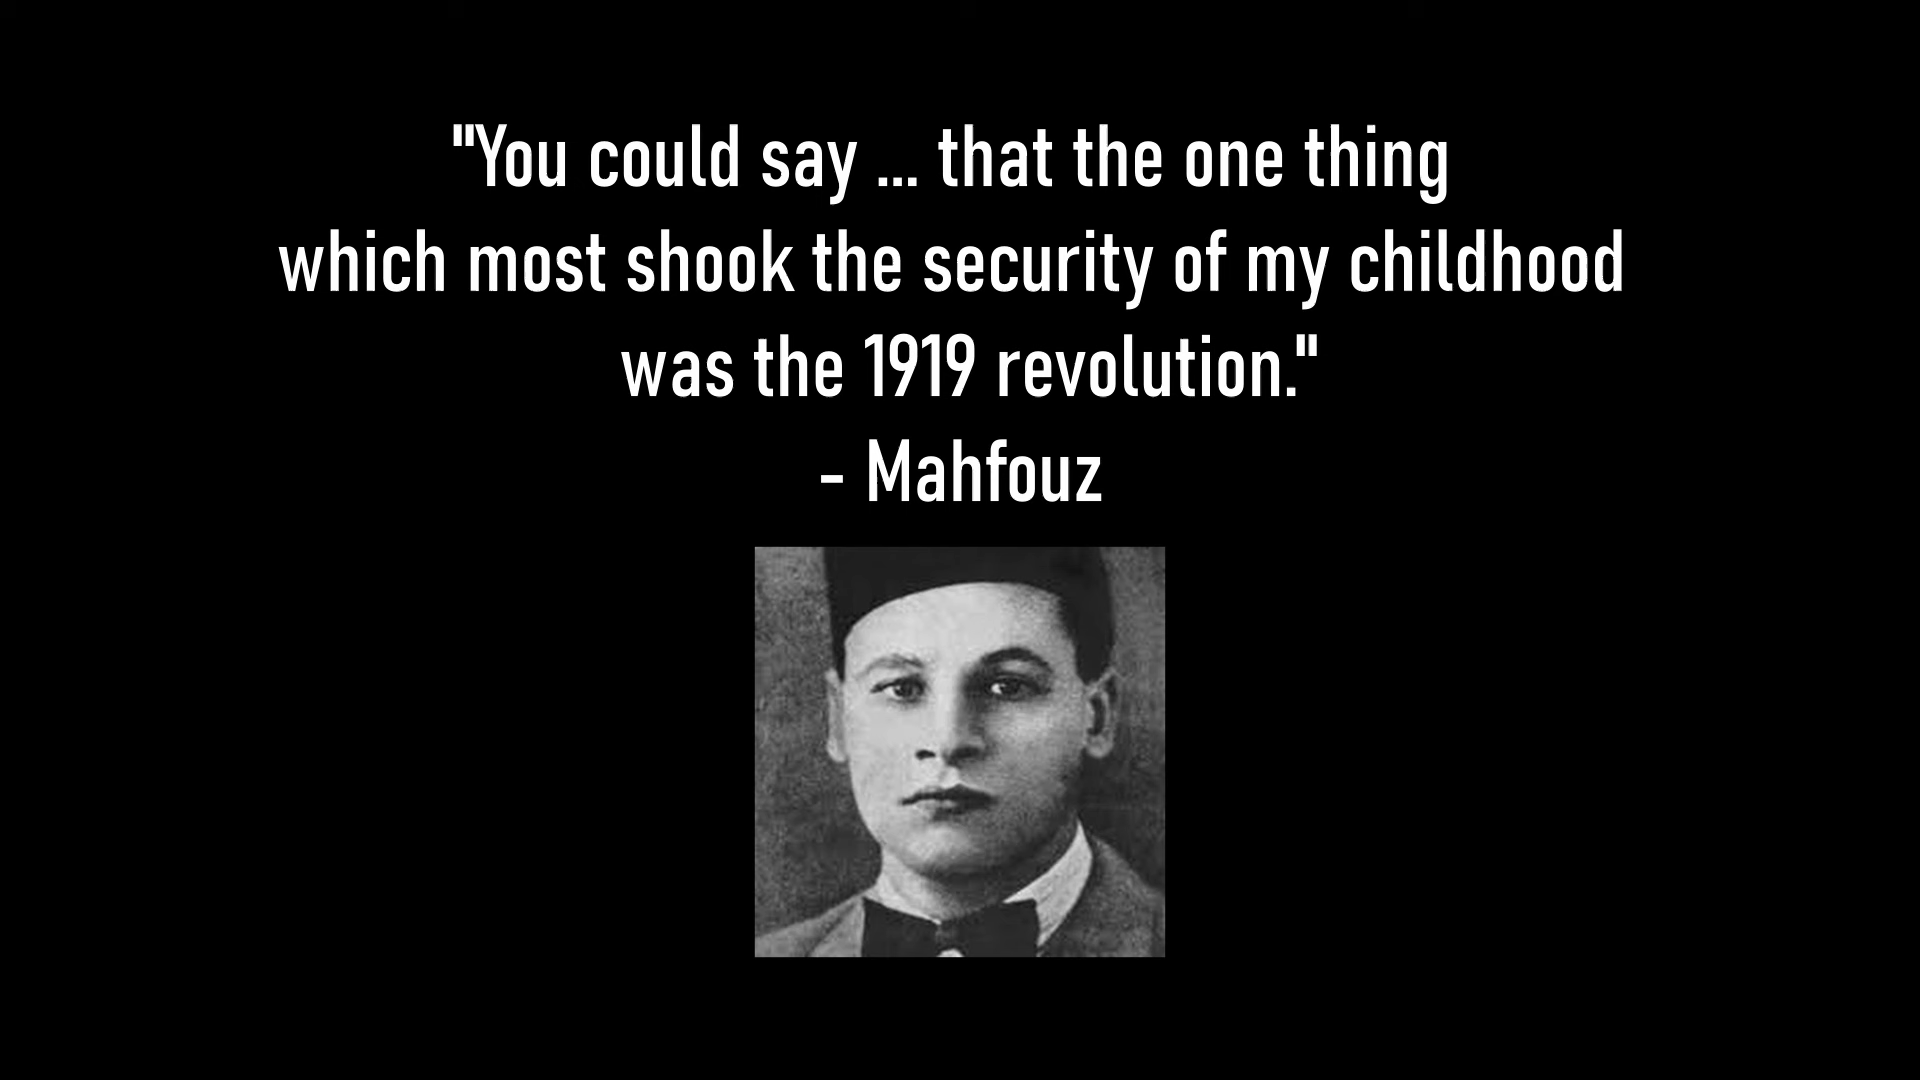 "You could say ... that the one thing
which most shook the security of my childhood
was the 1919 revolution."
- Mahfouz